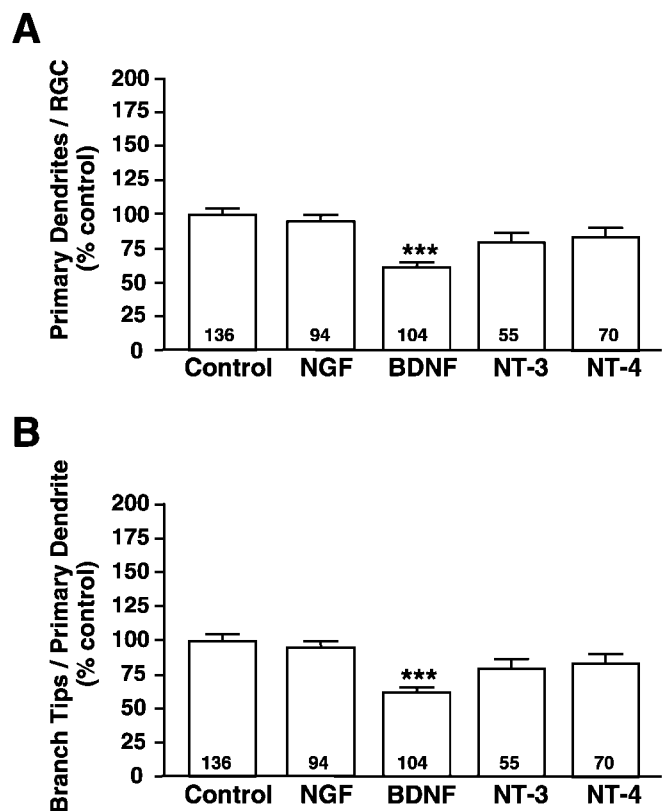 A
Primary Dendrites / RGC
(% control)
200
175
150
125
100
75
50
25
0
***
136 94 104 55 70
Control NGF BDNF NT-3 NT-4
B
Branch Tips / Primary Dendrite
(% control)
200
175
150
125
100
75
50
25
0
***
136 94 104 55 70
Control NGF BDNF NT-3 NT-4